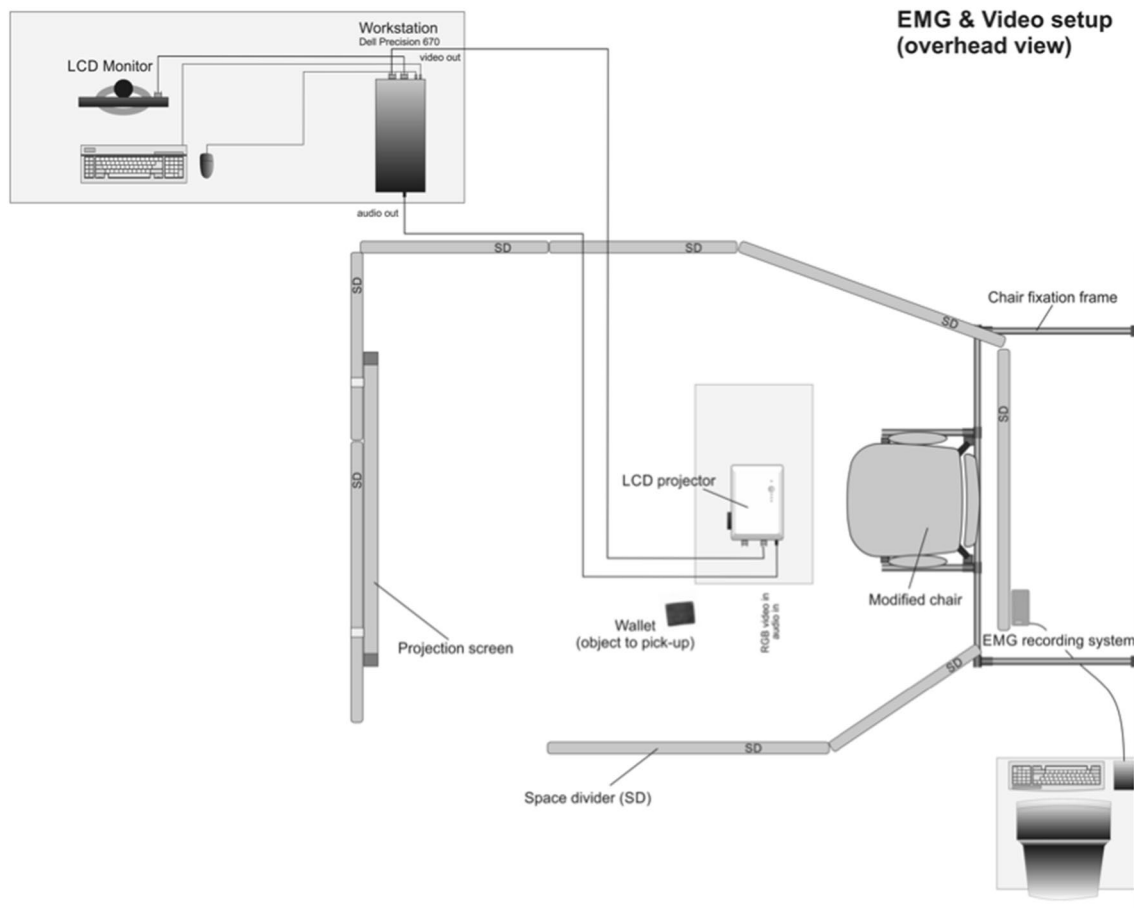 EMG & Video setup
(overhead view)
Workstation
Dell Precision 670
video out
LCD Monitor
audio out
SD
SD
SD
SD
Chair fixation frame
SD
SD
LCD projector
Modified chair
Wallet
(object to pick-up)
RGB video in
audio in
Projection screen
EMG recording system
SD
SD
Space divider (SD)